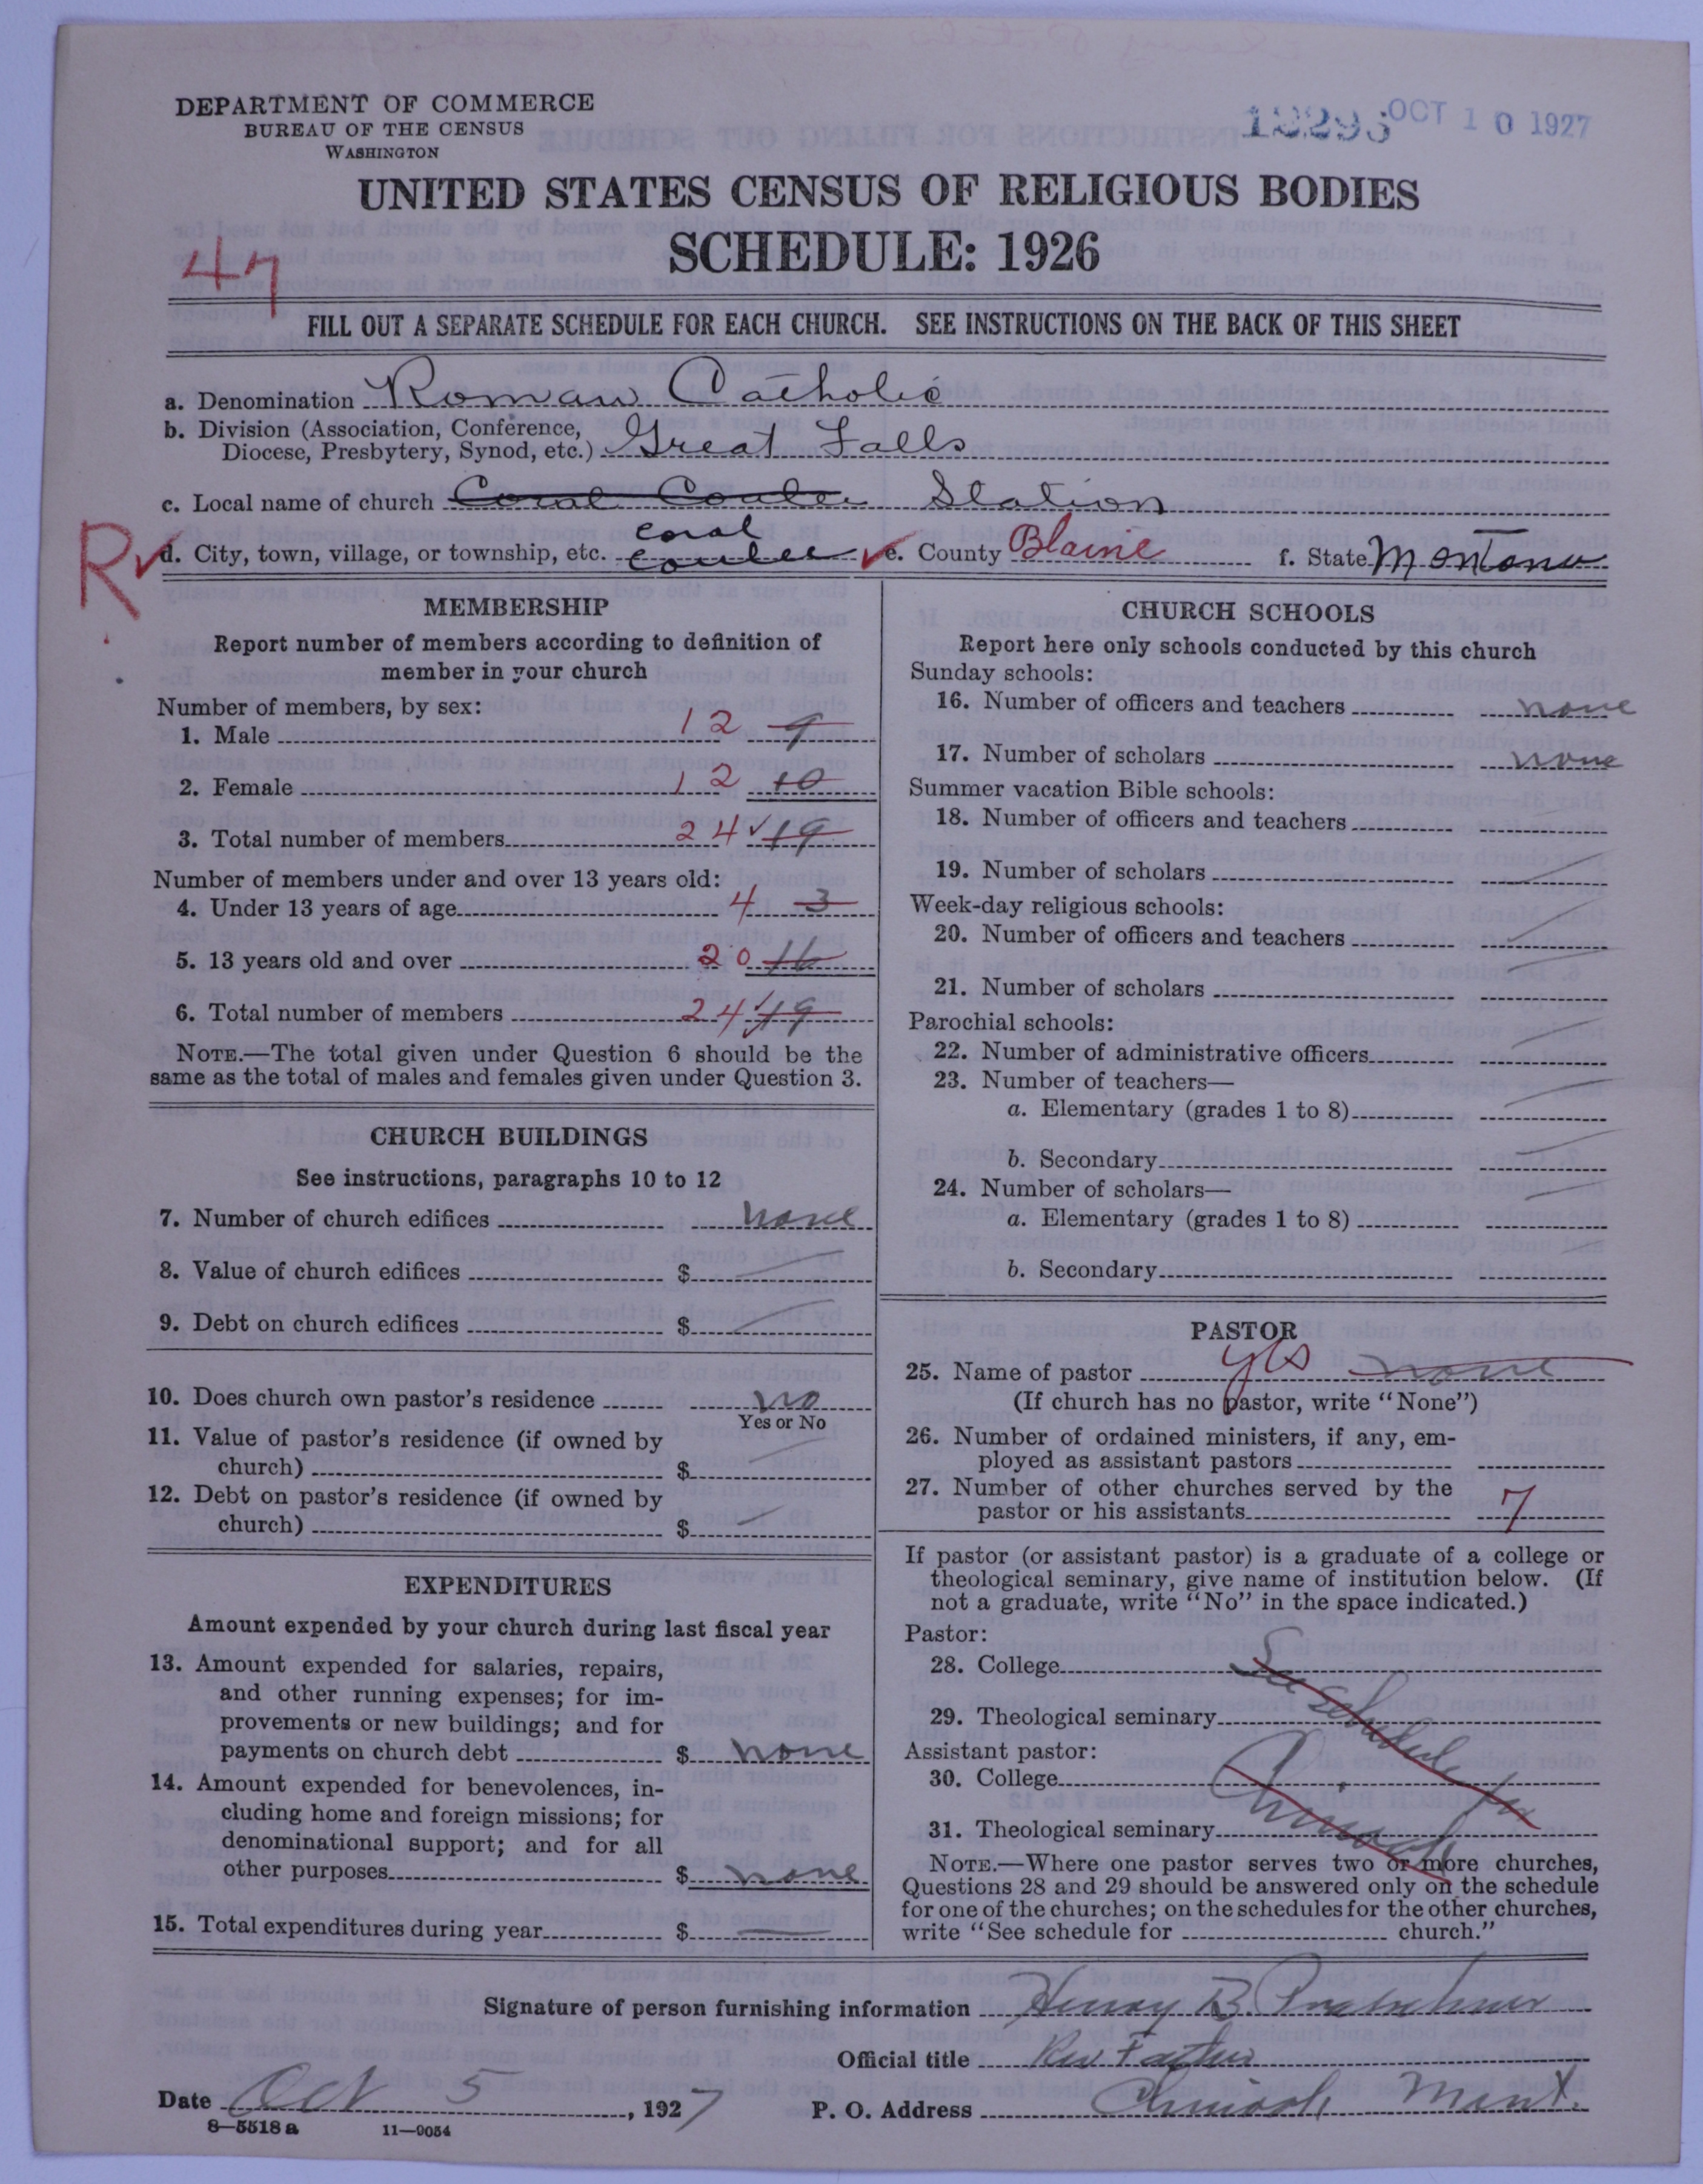 DEPARTMENT OF COMMERCE
BUREAU OF THE CENSUS
WASHINGTON
OCT 10 1927
UNITED STATES CENSUS OF RELIGIOUS BODIES
SCHEDULE: 1926
47
FILL OUT A SEPARATE SCHEDULE FOR EACH CHURCH. SEE INSTRUCTIONS ON THE BACK OF THIS SHEET
a. Denomination Roman Catholic
b. Division (Association, Conference,
Diocese, Presbytery, Synod, etc.) Great Falls
c. Local name of church Coral Coulee Station
R
d. City, town, village, or township, etc. Coral Coulee e. County Blaine f. State Montana
MEMBERSHIP
Report number of members according to definition of
member in your church
Number of members, by sex:
1. Male 12 9
2. Female 12 10
3. Total number of members 24 ✓ 19
Number of members under and over 13 years old:
4. Under 13 years of age 4 3
5. 13 years old and over 20 16
6. Total number of members 24 ✓ 19
NOTE.—The total given under Question 6 should be the
same as the total of males and females given under Question 3.
CHURCH BUILDINGS
See instructions, paragraphs 10 to 12
7. Number of church edifices none
8. Value of church edifices $
9. Debt on church edifices $
10. Does church own pastor's residence no
Yes or No
11. Value of pastor's residence (if owned by
church) $
12. Debt on pastor's residence (if owned by
church) $
EXPENDITURES
Amount expended by your church during last fiscal year
13. Amount expended for salaries, repairs,
and other running expenses; for im-
provements or new buildings; and for
payments on church debt $ none
14. Amount expended for benevolences, in-
cluding home and foreign missions; for
denominational support; and for all
other purposes $ none
15. Total expenditures during year $ —
CHURCH SCHOOLS
Report here only schools conducted by this church
Sunday schools:
16. Number of officers and teachers none
17. Number of scholars none
Summer vacation Bible schools:
18. Number of officers and teachers
19. Number of scholars
Week-day religious schools:
20. Number of officers and teachers
21. Number of scholars
Parochial schools:
22. Number of administrative officers
23. Number of teachers—
a. Elementary (grades 1 to 8)
b. Secondary
24. Number of scholars—
a. Elementary (grades 1 to 8)
b. Secondary
PASTOR
25. Name of pastor yes none
(If church has no pastor, write "None")
26. Number of ordained ministers, if any, em-
ployed as assistant pastors
27. Number of other churches served by the
pastor or his assistants 7
If pastor (or assistant pastor) is a graduate of a college or
theological seminary, give name of institution below. (If
not a graduate, write "No" in the space indicated.)
Pastor:
28. College
29. Theological seminary
See Schedule for
Chinook
Assistant pastor:
30. College
31. Theological seminary
NOTE.—Where one pastor serves two or more churches,
Questions 28 and 29 should be answered only on the schedule
for one of the churches; on the schedules for the other churches,
write "See schedule for church."
Signature of person furnishing information Henry B
Official title Rev Father
Date Oct 5, 1927 P. O. Address Chinook Mont.
8—5518 a 11—9054